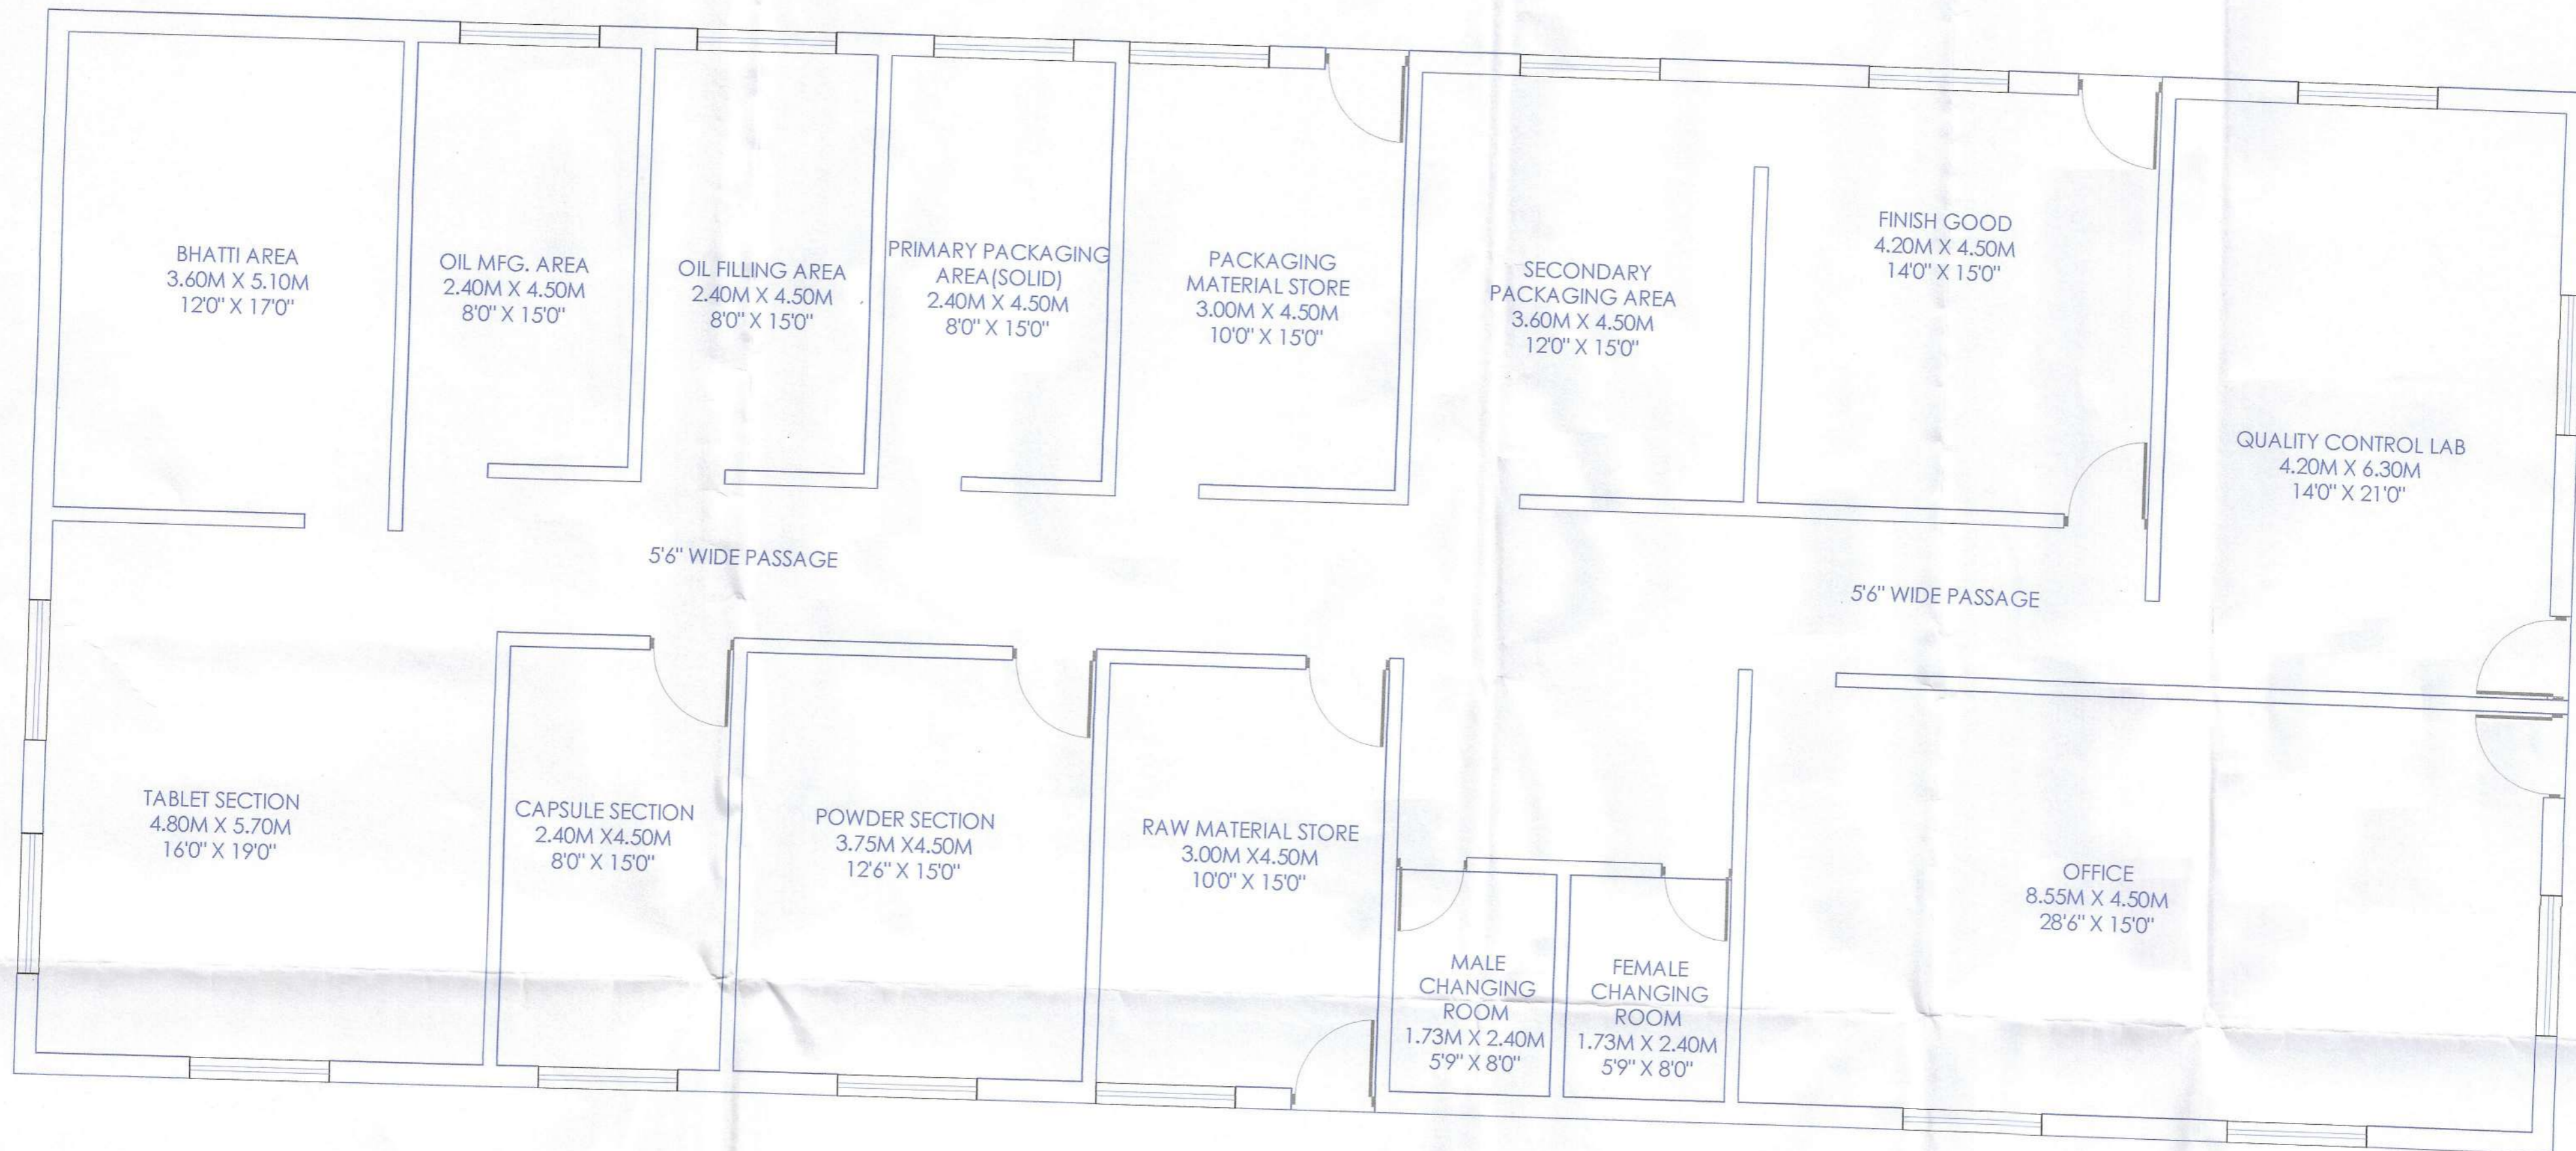 BHATTI AREA
3.60M X 5.10M
12'0" X 17'0"
OIL MFG. AREA
2.40M X 4.50M
8'0" X 15'0"
OIL FILLING AREA
2.40M X 4.50M
8'0" X 15'0"
PRIMARY PACKAGING
AREA(SOLID)
2.40M X 4.50M
8'0" X 15'0"
PACKAGING
MATERIAL STORE
3.00M X 4.50M
10'0" X 15'0"
SECONDARY
PACKAGING AREA
3.60M X 4.50M
12'0" X 15'0"
FINISH GOOD
4.20M X 4.50M
14'0" X 15'0"
QUALITY CONTROL LAB
4.20M X 6.30M
14'0" X 21'0"
5'6" WIDE PASSAGE
5'6" WIDE PASSAGE
TABLET SECTION
4.80M X 5.70M
16'0" X 19'0"
CAPSULE SECTION
2.40M X4.50M
8'0" X 15'0"
POWDER SECTION
3.75M X4.50M
12'6" X 15'0"
RAW MATERIAL STORE
3.00M X4.50M
10'0" X 15'0"
MALE
CHANGING
ROOM
1.73M X 2.40M
5'9" X 8'0"
FEMALE
CHANGING
ROOM
1.73M X 2.40M
5'9" X 8'0"
OFFICE
8.55M X 4.50M
28'6" X 15'0"